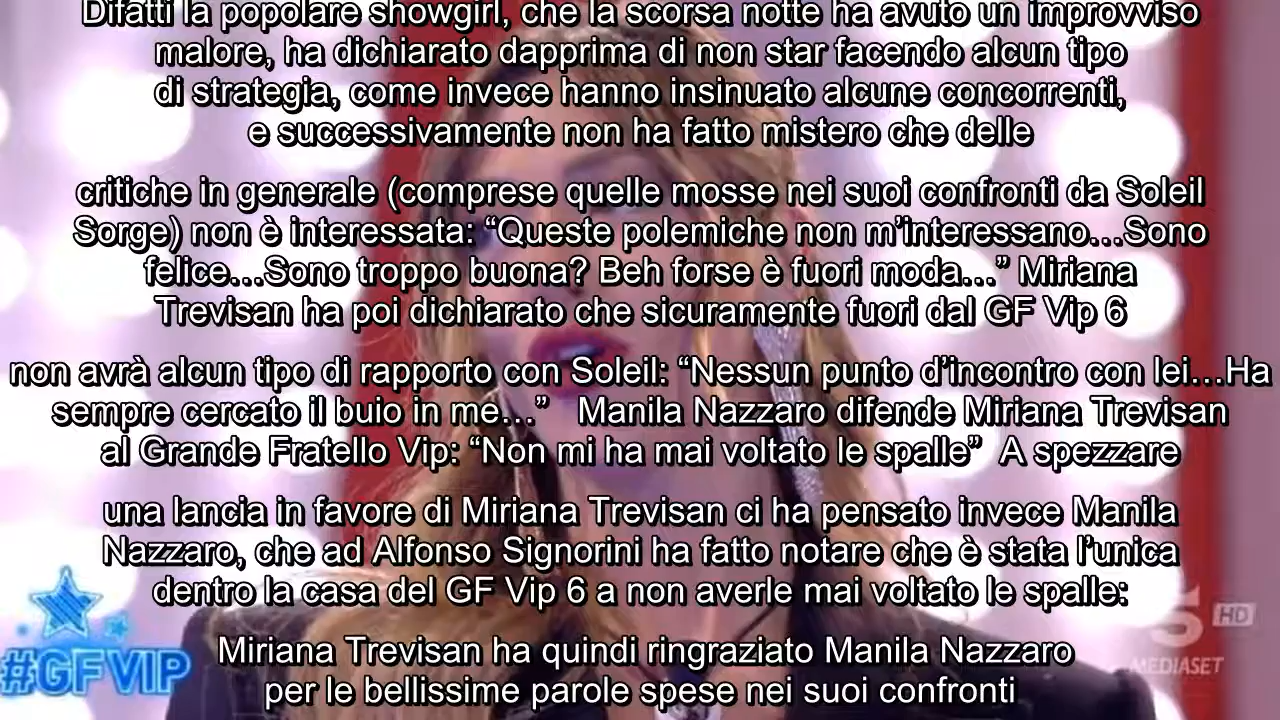 Difatti la popolare showgirl, che la scorsa notte ha avuto un improvviso
malore, ha dichiarato dapprima di non star facendo alcun tipo
di strategia, come invece hanno insinuato alcune concorrenti,
e successivamente non ha fatto mistero che delle
critiche in generale (comprese quelle mosse nei suoi confronti da Soleil
Sorge) non è interessata: “Queste polemiche non m’interessano…Sono
felice…Sono troppo buona? Beh forse è fuori moda…” Miriana
Trevisan ha poi dichiarato che sicuramente fuori dal GF Vip 6
non avrà alcun tipo di rapporto con Soleil: “Nessun punto d’incontro con lei…Ha
sempre cercato il buio in me…” Manila Nazzaro difende Miriana Trevisan
al Grande Fratello Vip: “Non mi ha mai voltato le spalle” A spezzare
una lancia in favore di Miriana Trevisan ci ha pensato invece Manila
Nazzaro, che ad Alfonso Signorini ha fatto notare che è stata l’unica
dentro la casa del GF Vip 6 a non averle mai voltato le spalle:
Miriana Trevisan ha quindi ringraziato Manila Nazzaro
per le bellissime parole spese nei suoi confronti
#GFVIP
5 HD
MEDIASET